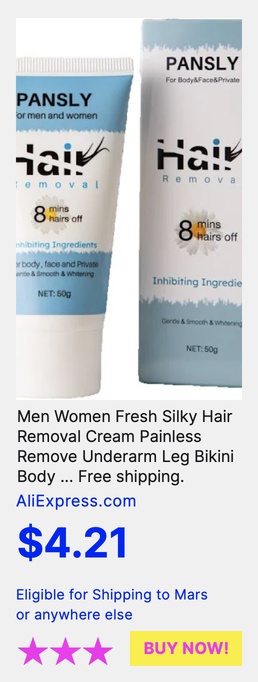 PANSLY
for men and women
Hair
Removal
8 mins
hairs off
Inhibiting Ingredients
For body, face and Private
Gentle & Smooth & Whitening
NET: 60g
PANSLY
For Body&Face&Private
Hair
Remova
8 mins
hairs off
Inhibiting Ingredie
Gentle & Smooth & Whitening
NET: 50g
Men Women Fresh Silky Hair
Removal Cream Painless
Remove Underarm Leg Bikini
Body ... Free shipping.
AliExpress.com
$4.21
Eligible for Shipping to Mars
or anywhere else
BUY NOW!